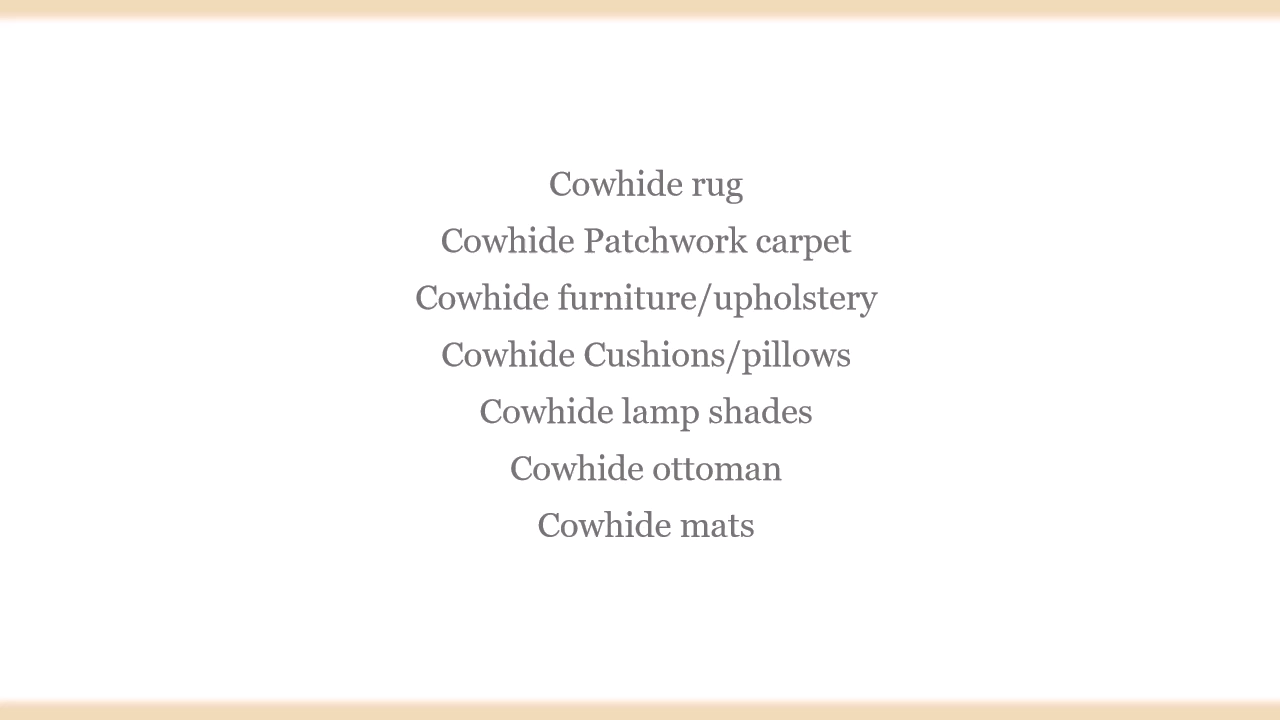 Cowhide rug
Cowhide Patchwork carpet
Cowhide furniture/upholstery
Cowhide Cushions/pillows
Cowhide lamp shades
Cowhide ottoman
Cowhide mats